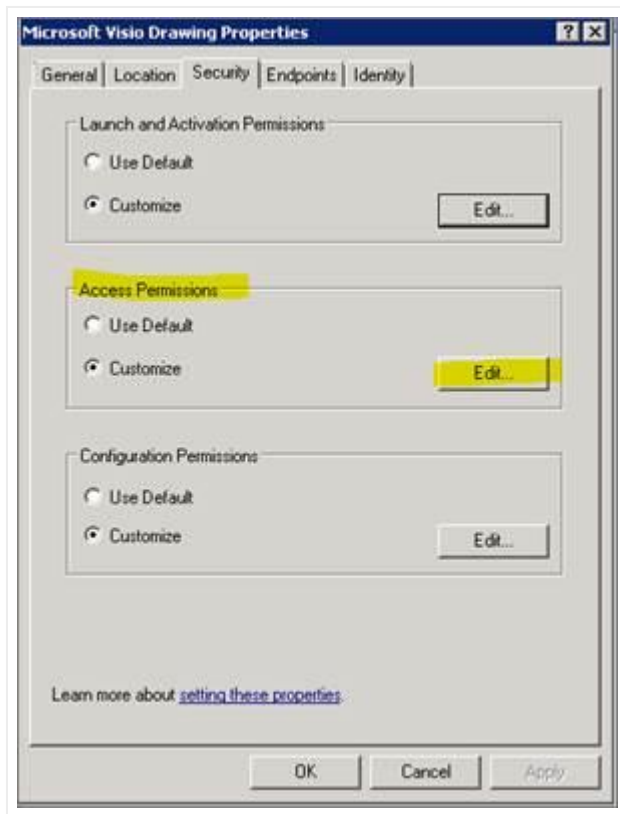 Microsoft Visio Drawing Properties
General Location Security Endpoints Identity
Launch and Activation Permissions
Use Default
Customize
Edit...
Access Permissions
Use Default
Customize
Edit...
Configuration Permissions
Use Default
Customize
Edit...
Learn more about setting these properties.
OK Cancel Apply